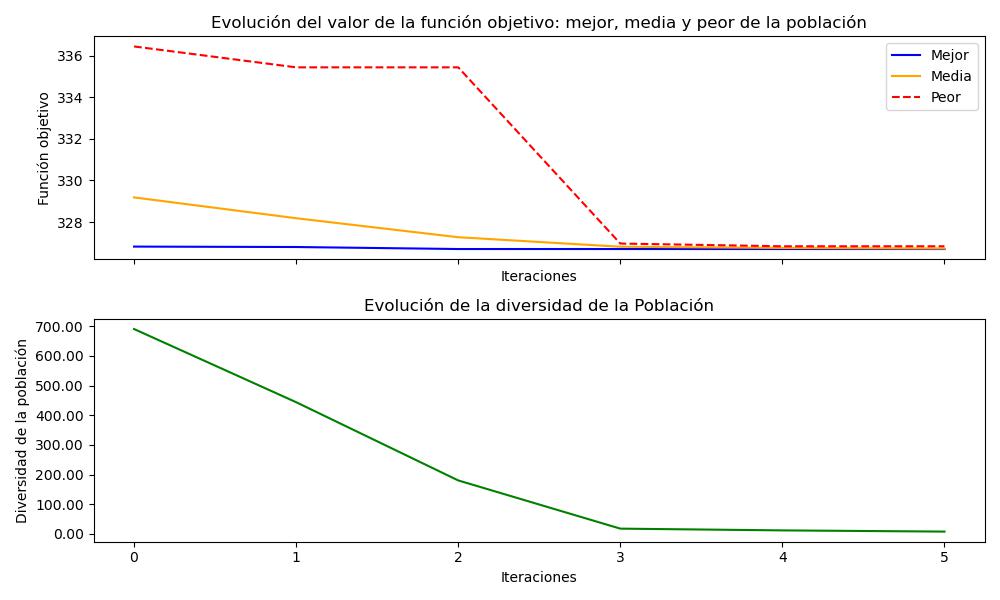 Evolución del valor de la función objetivo: mejor, media y peor de la población
336
334
332
330
328
Función objetivo
Mejor
Media
Peor
Iteraciones
Evolución de la diversidad de la Población
700.00
600.00
500.00
400.00
300.00
200.00
100.00
0.00
Diversidad de la población
0 1 2 3 4 5
Iteraciones